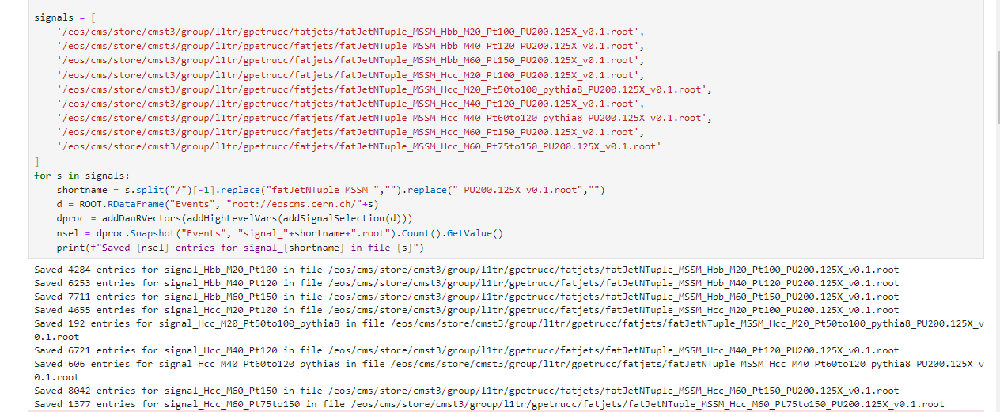 signals = [
    '/eos/cms/store/cmst3/group/l1tr/gpetrucc/fatjets/fatJetNTuple_MSSM_Hbb_M20_Pt100_PU200.125X_v0.1.root',
    '/eos/cms/store/cmst3/group/l1tr/gpetrucc/fatjets/fatJetNTuple_MSSM_Hbb_M40_Pt120_PU200.125X_v0.1.root',
    '/eos/cms/store/cmst3/group/l1tr/gpetrucc/fatjets/fatJetNTuple_MSSM_Hbb_M60_Pt150_PU200.125X_v0.1.root',
    '/eos/cms/store/cmst3/group/l1tr/gpetrucc/fatjets/fatJetNTuple_MSSM_Hcc_M20_Pt100_PU200.125X_v0.1.root',
    '/eos/cms/store/cmst3/group/l1tr/gpetrucc/fatjets/fatJetNTuple_MSSM_Hcc_M20_Pt50to100_pythia8_PU200.125X_v0.1.root',
    '/eos/cms/store/cmst3/group/l1tr/gpetrucc/fatjets/fatJetNTuple_MSSM_Hcc_M40_Pt120_PU200.125X_v0.1.root',
    '/eos/cms/store/cmst3/group/l1tr/gpetrucc/fatjets/fatJetNTuple_MSSM_Hcc_M40_Pt60to120_pythia8_PU200.125X_v0.1.root',
    '/eos/cms/store/cmst3/group/l1tr/gpetrucc/fatjets/fatJetNTuple_MSSM_Hcc_M60_Pt150_PU200.125X_v0.1.root',
    '/eos/cms/store/cmst3/group/l1tr/gpetrucc/fatjets/fatJetNTuple_MSSM_Hcc_M60_Pt75to150_PU200.125X_v0.1.root'
]
for s in signals:
    shortname = s.split("/")[-1].replace("fatJetNTuple_MSSM_","").replace("_PU200.125X_v0.1.root","")
    d = ROOT.RDataFrame("Events", "root://eoscms.cern.ch/"+s)
    dproc = addDauRVectors(addHighLevelVars(addSignalSelection(d)))
    nsel = dproc.Snapshot("Events", "signal_"+shortname+".root").Count().GetValue()
    print(f"Saved {nsel} entries for signal_{shortname} in file {s}")
Saved 4284 entries for signal_Hbb_M20_Pt100 in file /eos/cms/store/cmst3/group/l1tr/gpetrucc/fatjets/fatJetNTuple_MSSM_Hbb_M20_Pt100_PU200.125X_v0.1.root
Saved 6253 entries for signal_Hbb_M40_Pt120 in file /eos/cms/store/cmst3/group/l1tr/gpetrucc/fatjets/fatJetNTuple_MSSM_Hbb_M40_Pt120_PU200.125X_v0.1.root
Saved 7711 entries for signal_Hbb_M60_Pt150 in file /eos/cms/store/cmst3/group/l1tr/gpetrucc/fatjets/fatJetNTuple_MSSM_Hbb_M60_Pt150_PU200.125X_v0.1.root
Saved 4655 entries for signal_Hcc_M20_Pt100 in file /eos/cms/store/cmst3/group/l1tr/gpetrucc/fatjets/fatJetNTuple_MSSM_Hcc_M20_Pt100_PU200.125X_v0.1.root
Saved 192 entries for signal_Hcc_M20_Pt50to100_pythia8 in file /eos/cms/store/cmst3/group/l1tr/gpetrucc/fatjets/fatJetNTuple_MSSM_Hcc_M20_Pt50to100_pythia8_PU200.125X_v
0.1.root
Saved 6721 entries for signal_Hcc_M40_Pt120 in file /eos/cms/store/cmst3/group/l1tr/gpetrucc/fatjets/fatJetNTuple_MSSM_Hcc_M40_Pt120_PU200.125X_v0.1.root
Saved 606 entries for signal_Hcc_M40_Pt60to120_pythia8 in file /eos/cms/store/cmst3/group/l1tr/gpetrucc/fatjets/fatJetNTuple_MSSM_Hcc_M40_Pt60to120_pythia8_PU200.125X_v
0.1.root
Saved 8042 entries for signal_Hcc_M60_Pt150 in file /eos/cms/store/cmst3/group/l1tr/gpetrucc/fatjets/fatJetNTuple_MSSM_Hcc_M60_Pt150_PU200.125X_v0.1.root
Saved 1377 entries for signal_Hcc_M60_Pt75to150 in file /eos/cms/store/cmst3/group/l1tr/gpetrucc/fatjets/fatJetNTuple_MSSM_Hcc_M60_Pt75to150_PU200.125X_v0.1.root